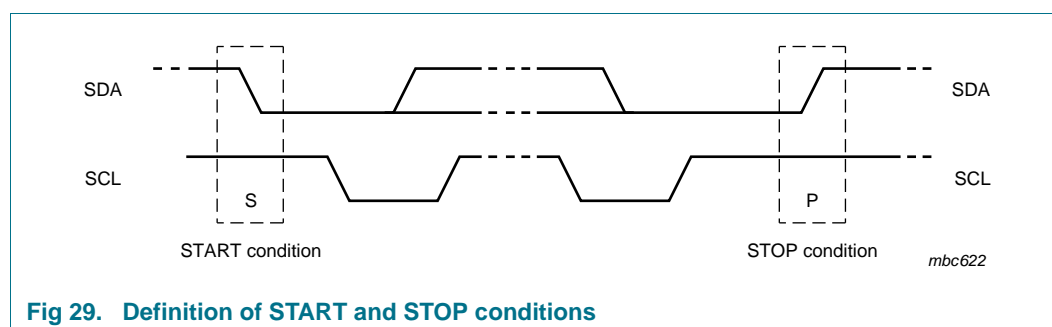 SDA
SDA
SCL
SCL
S
P
START condition
STOP condition
mbc622
Fig 29. Definition of START and STOP conditions